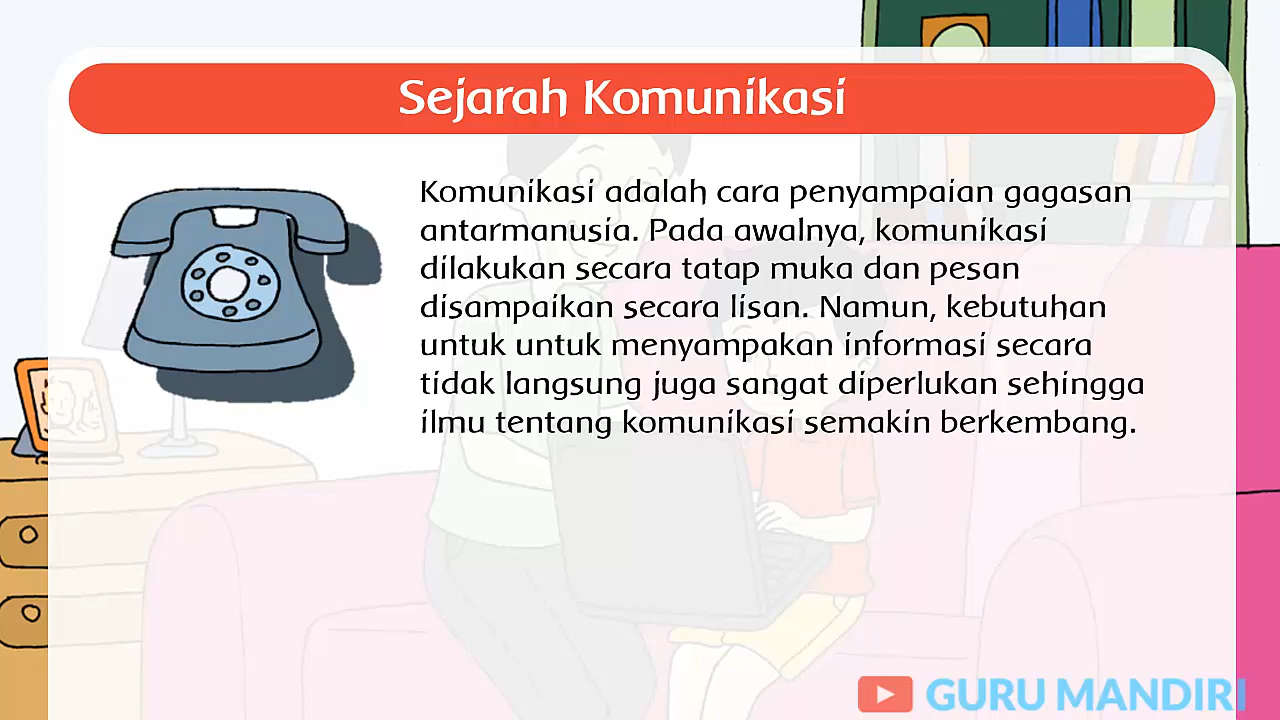 Sejarah Komunikasi
Komunikasi adalah cara penyampaian gagasan
antarmanusia. Pada awalnya, komunikasi
dilakukan secara tatap muka dan pesan
disampaikan secara lisan. Namun, kebutuhan
untuk untuk menyampakan informasi secara
tidak langsung juga sangat diperlukan sehingga
ilmu tentang komunikasi semakin berkembang.
GURU MANDIRI